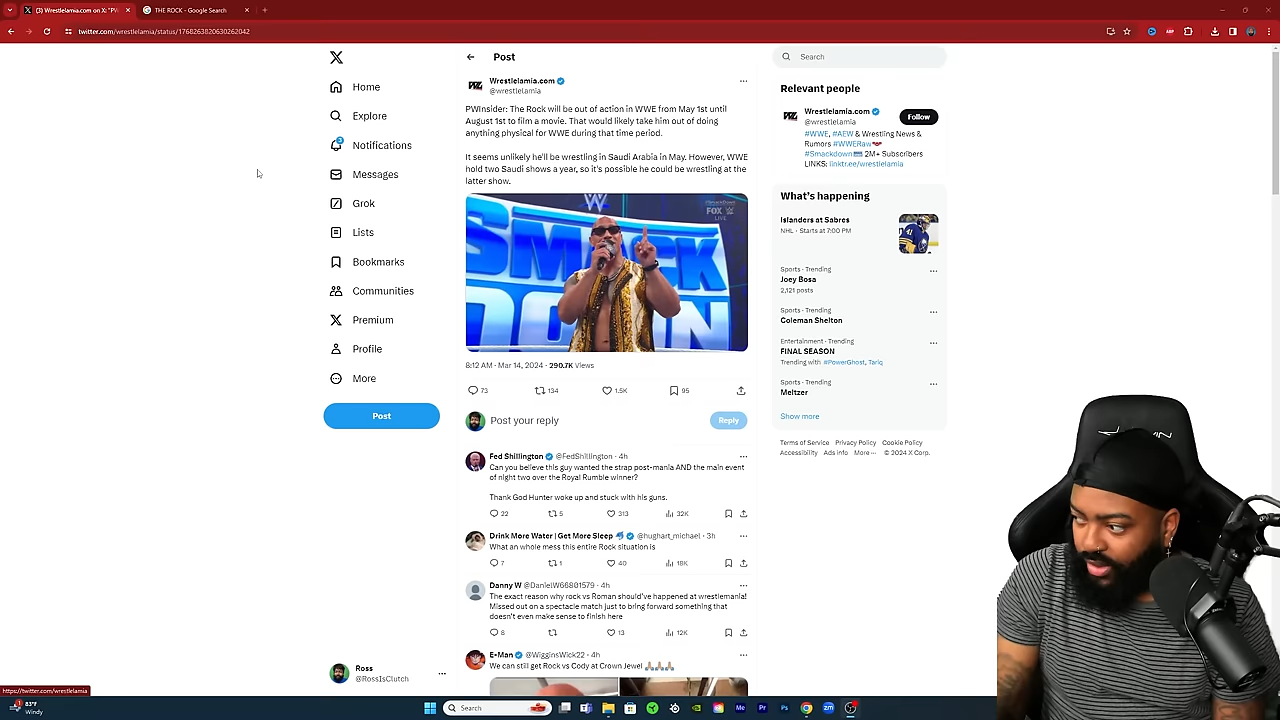 (3) Wrestlelamia.com on X: "PW
THE ROCK - Google Search
twitter.com/wrestlelamia/status/1768263820630262042
Home
Explore
3
Notifications
Messages
Grok
Lists
Bookmarks
Communities
Premium
Profile
More
Post
Ross
@RossIsClutch
https://twitter.com/wrestlelamia
Post
Wrestlelamia.com
@wrestlelamia
PWInsider: The Rock will be out of action in WWE from May 1st until
August 1st to film a movie. That would likely take him out of doing
anything physical for WWE during that time period.
It seems unlikely he'll be wrestling in Saudi Arabia in May. However, WWE
hold two Saudi shows a year, so it's possible he could be wrestling at the
latter show.
FOX
LIVE
SMACK
DOWN
8:12 AM · Mar 14, 2024 · 290.7K Views
73 134 1.5K 95
Post your reply
Reply
Fed Shillington @FedShillington · 4h
Can you believe this guy wanted the strap post-mania AND the main event
of night two over the Royal Rumble winner?
Thank God Hunter woke up and stuck with his guns.
22 5 313 32K
Drink More Water | Get More Sleep @hughart_michael · 3h
What an whole mess this entire Rock situation is
7 1 40 18K
Danny W @DanielW66801579 · 4h
The exact reason why rock vs Roman should've happened at wrestlemania!
Missed out on a spectacle match just to bring forward something that
doesn't even make sense to finish here
8 13 12K
E•Man @WigginsWick22 · 4h
We can still get Rock vs Cody at Crown Jewel 🙏🏽🙏🏽🙏🏽
Search
Relevant people
Wrestlelamia.com
@wrestlelamia
Follow
#WWE, #AEW & Wrestling News &
Rumors #WWERaw
#Smackdown 2M+ Subscribers
LINKS: linktr.ee/wrestlelamia
What's happening
Islanders at Sabres
NHL · Starts at 7:00 PM
Sports · Trending
Joey Bosa
2,121 posts
Sports · Trending
Coleman Shelton
Entertainment · Trending
FINAL SEASON
Trending with #PowerGhost, Tariq
Sports · Trending
Meltzer
Show more
Terms of Service Privacy Policy Cookie Policy
Accessibility Ads info More ··· © 2024 X Corp.
83°F
Windy
Search